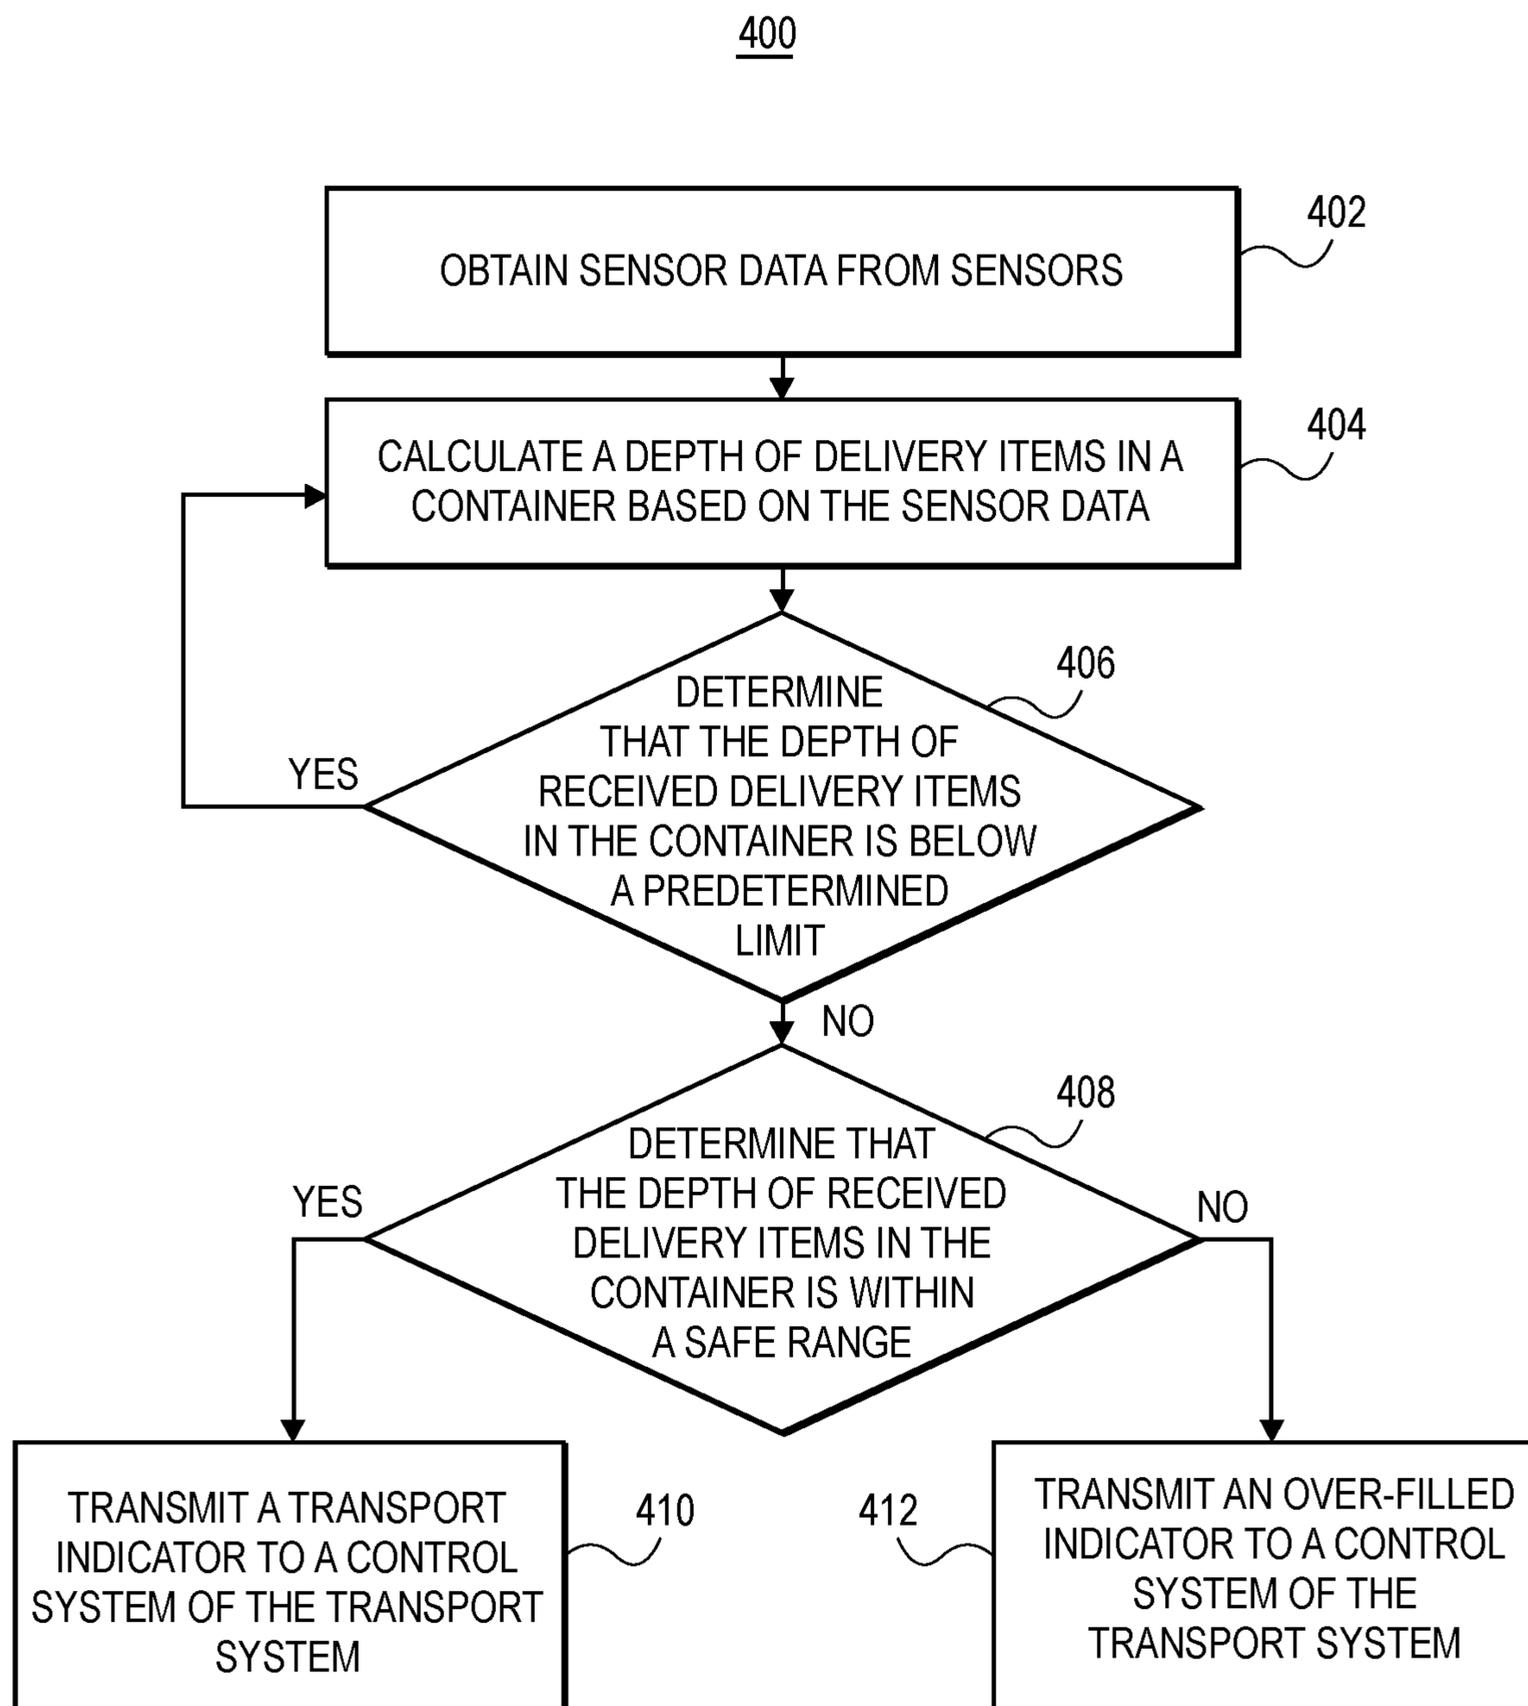 400
OBTAIN SENSOR DATA FROM SENSORS
402
CALCULATE A DEPTH OF DELIVERY ITEMS IN A
CONTAINER BASED ON THE SENSOR DATA
404
DETERMINE
THAT THE DEPTH OF
RECEIVED DELIVERY ITEMS
IN THE CONTAINER IS BELOW
A PREDETERMINED
LIMIT
406
YES
NO
DETERMINE THAT
THE DEPTH OF RECEIVED
DELIVERY ITEMS IN THE
CONTAINER IS WITHIN
A SAFE RANGE
408
YES
NO
TRANSMIT A TRANSPORT
INDICATOR TO A CONTROL
SYSTEM OF THE TRANSPORT
SYSTEM
410
412
TRANSMIT AN OVER-FILLED
INDICATOR TO A CONTROL
SYSTEM OF THE
TRANSPORT SYSTEM